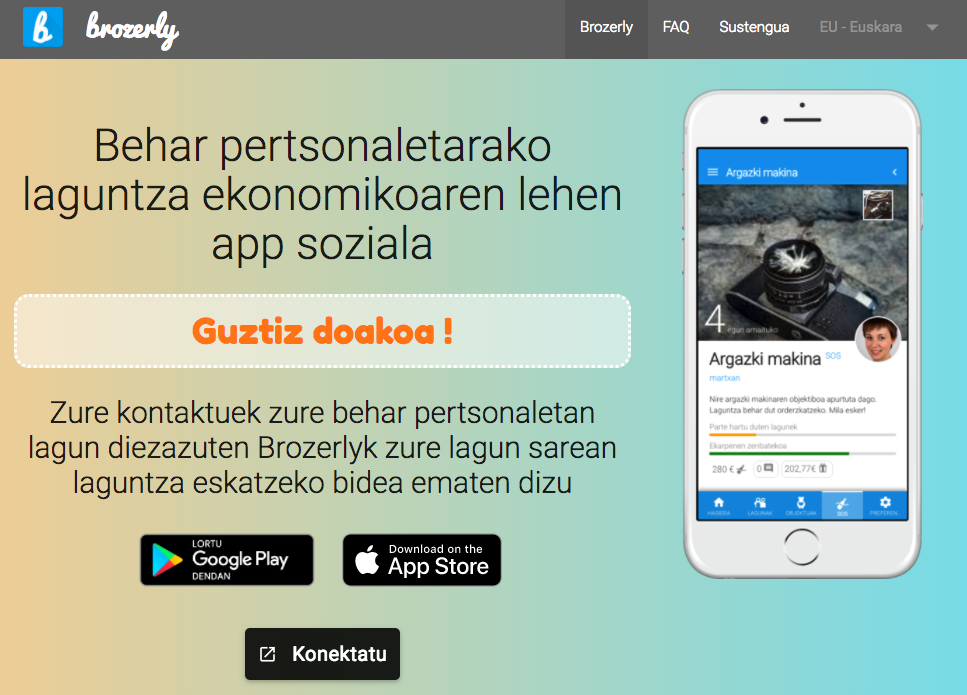 b brozerly
Brozerly FAQ Sustengua EU - Euskara
Behar pertsonaletarako
laguntza ekonomikoaren lehen
app soziala
Guztiz doakoa !
Zure kontaktuek zure behar pertsonaletan
lagun diezazuten Brozerlyk zure lagun sarean
laguntza eskatzeko bidea ematen dizu
LORTU
Google Play
DENDAN
Download on the
App Store
Konektatu
Argazki makina
4 egun amaituko
Argazki makina SOS
martxan
Nire argazki makinaren objektiboa apurtuta dago.
Laguntza behar dut orderzkatzeko. Mila esker!
Parte hartu duten lagunek
Ekarpenen zenbatekoa
280 € 0 202,77€
HASIERA LAGUNAK OBJEKTUAK SOS PREFEREN.